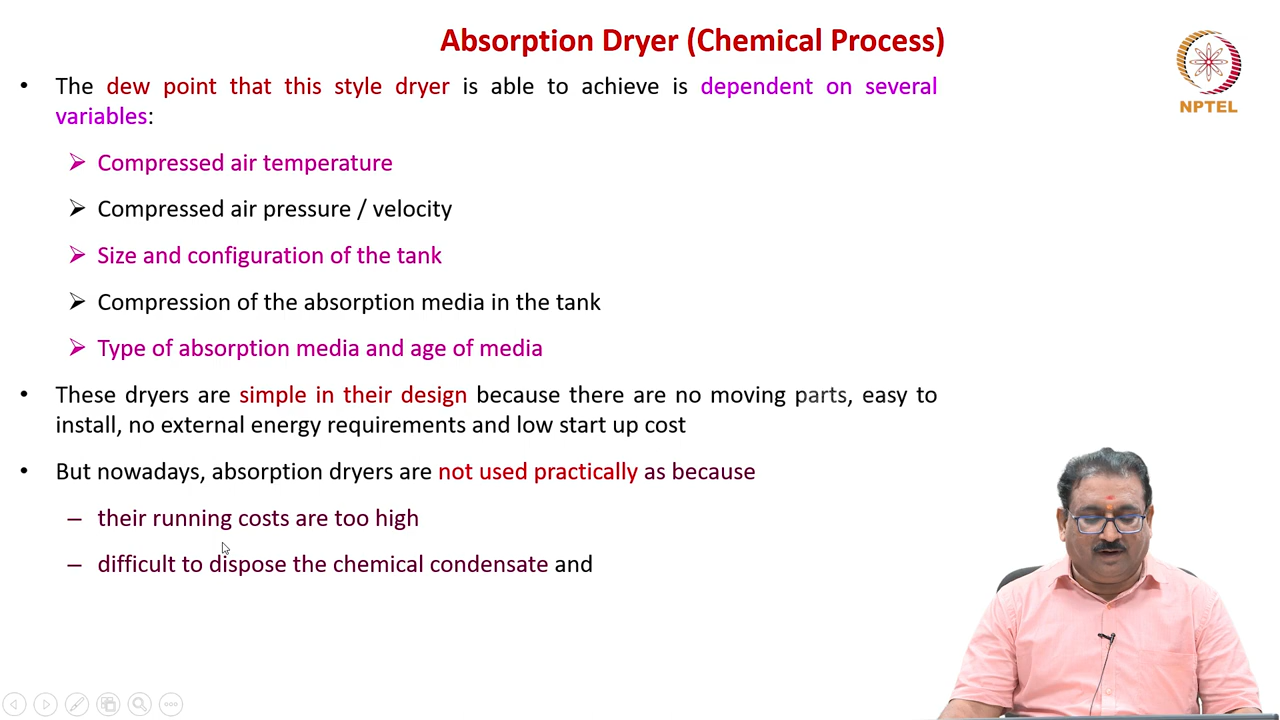 Absorption Dryer (Chemical Process)
NPTEL
• The dew point that this style dryer is able to achieve is dependent on several
variables:
➢ Compressed air temperature
➢ Compressed air pressure / velocity
➢ Size and configuration of the tank
➢ Compression of the absorption media in the tank
➢ Type of absorption media and age of media
• These dryers are simple in their design because there are no moving parts, easy to
install, no external energy requirements and low start up cost
• But nowadays, absorption dryers are not used practically as because
– their running costs are too high
– difficult to dispose the chemical condensate and